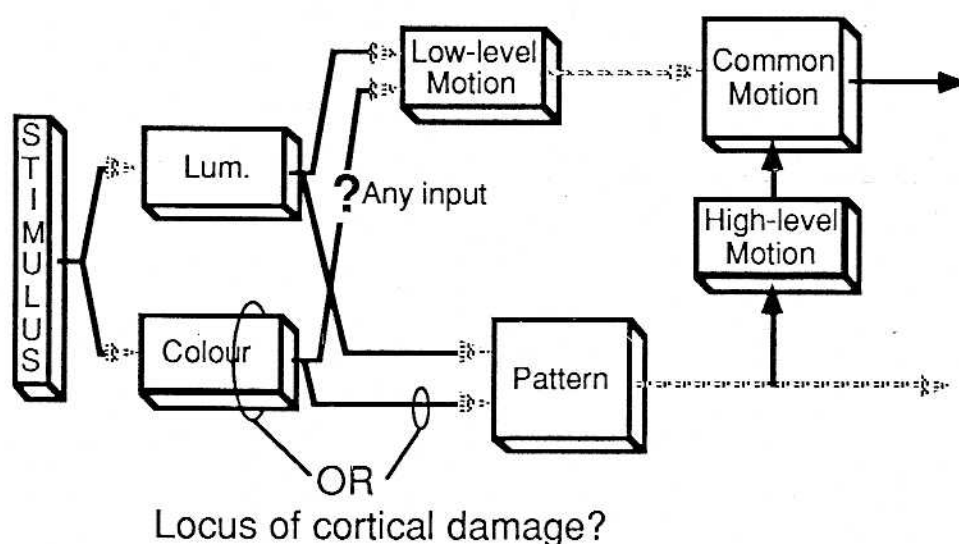 STIMULUS
Lum.
Colour
Low-level
Motion
Common
Motion
? Any input
High-level
Motion
Pattern
OR
Locus of cortical damage?